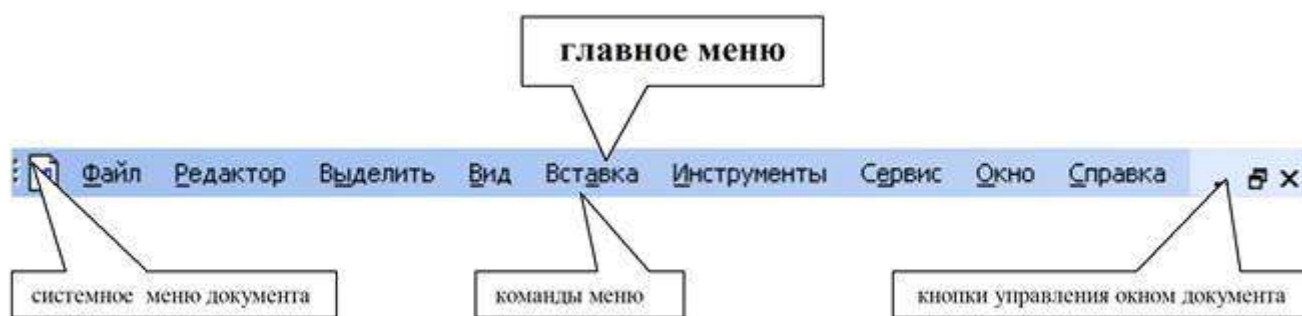 главное меню
Файл Редактор Выделить Вид Вставка Инструменты Сервис Окно Справка
системное меню документа
команды меню
кнопки управления окном документа